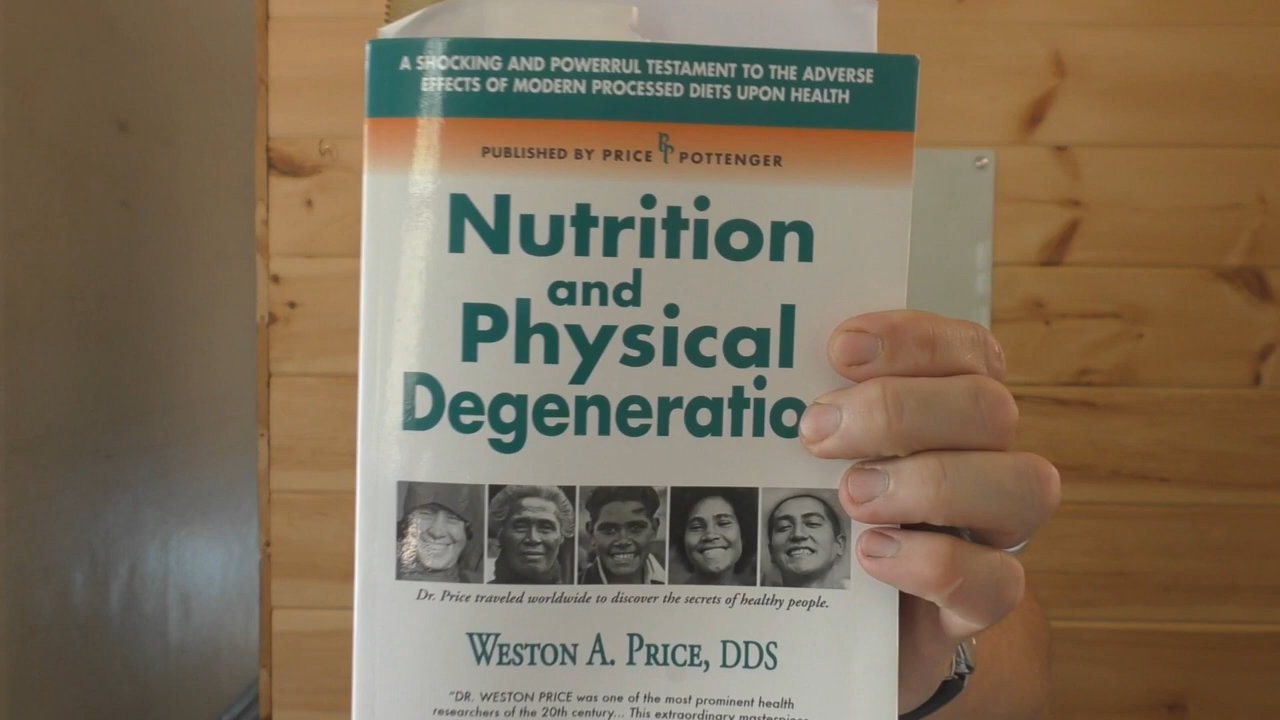 A SHOCKING AND POWERRUL TESTAMENT TO THE ADVERSE
EFFECTS OF MODERN PROCESSED DIETS UPON HEALTH
PUBLISHED BY PRICE PP POTTENGER
Nutrition
and
Physical
Degeneratio
Dr. Price traveled worldwide to discover the secrets of healthy people.
WESTON A. PRICE, DDS
"DR. WESTON PRICE was one of the most prominent health
researchers of the 20th century... This extraordinary masterpiece